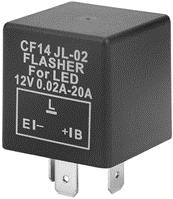 CF14 JL-02
FLASHER
For LED
12V 0.02A-20A
L
EI- +IB